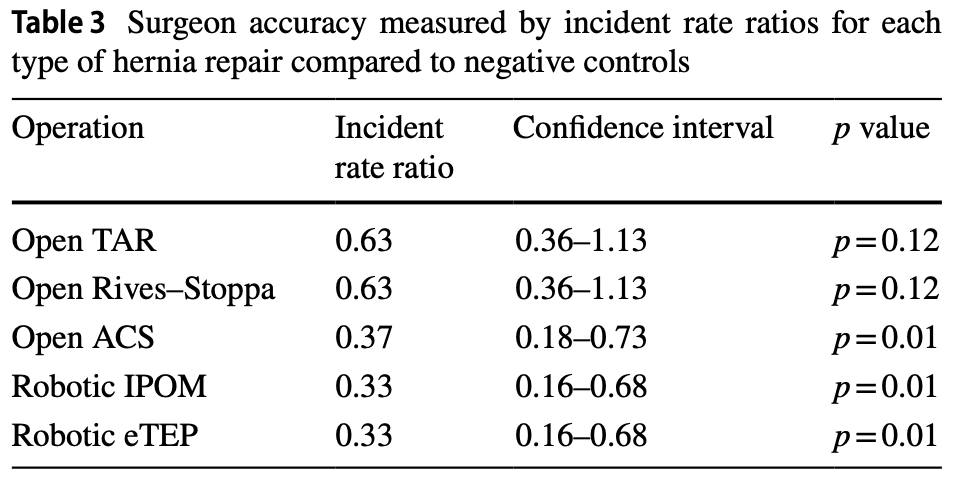 Table 3 Surgeon accuracy measured by incident rate ratios for each
type of hernia repair compared to negative controls
Operation Incident rate ratio Confidence interval p value
Open TAR 0.63 0.36–1.13 p=0.12
Open Rives–Stoppa 0.63 0.36–1.13 p=0.12
Open ACS 0.37 0.18–0.73 p=0.01
Robotic IPOM 0.33 0.16–0.68 p=0.01
Robotic eTEP 0.33 0.16–0.68 p=0.01